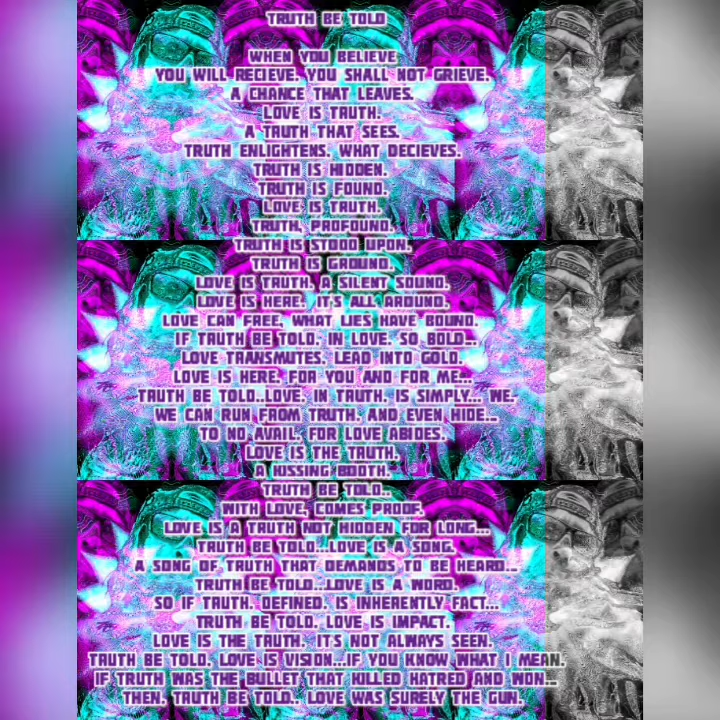 TRUTH BE TOLD
WHEN YOU BELIEVE
YOU WILL RECIEVE. YOU SHALL NOT GRIEVE.
A CHANCE THAT LEAVES.
LOVE IS TRUTH.
A TRUTH THAT SEES.
TRUTH ENLIGHTENS. WHAT DECIEVES.
TRUTH IS HIDDEN.
TRUTH IS FOUND.
LOVE IS TRUTH.
TRUTH, PROFOUND.
TRUTH IS STOOD UPON.
TRUTH IS GROUND.
LOVE IS TRUTH, A SILENT SOUND.
LOVE IS HERE. IT'S ALL AROUND.
LOVE CAN FREE, WHAT LIES HAVE BOUND.
IF TRUTH BE TOLD, IN LOVE, SO BOLD...
LOVE TRANSMUTES, LEAD INTO GOLD.
LOVE IS HERE, FOR YOU AND FOR ME...
TRUTH BE TOLD..LOVE, IN TRUTH, IS SIMPLY... WE.
WE CAN RUN FROM TRUTH, AND EVEN HIDE...
TO NO AVAIL, FOR LOVE ABIDES.
LOVE IS THE TRUTH.
A KISSING BOOTH.
TRUTH BE TOLD..
WITH LOVE, COMES PROOF.
LOVE IS A TRUTH NOT HIDDEN FOR LONG...
TRUTH BE TOLD...LOVE IS A SONG.
A SONG OF TRUTH THAT DEMANDS TO BE HEARD...
TRUTH BE TOLD...LOVE IS A WORD.
SO IF TRUTH, DEFINED, IS INHERENTLY FACT...
TRUTH BE TOLD, LOVE IS IMPACT.
LOVE IS THE TRUTH, IT'S NOT ALWAYS SEEN.
TRUTH BE TOLD, LOVE IS VISION...IF YOU KNOW WHAT I MEAN.
IF TRUTH WAS THE BULLET THAT KILLED HATRED AND WON...
THEN, TRUTH BE TOLD.. LOVE WAS SURELY THE GUN.